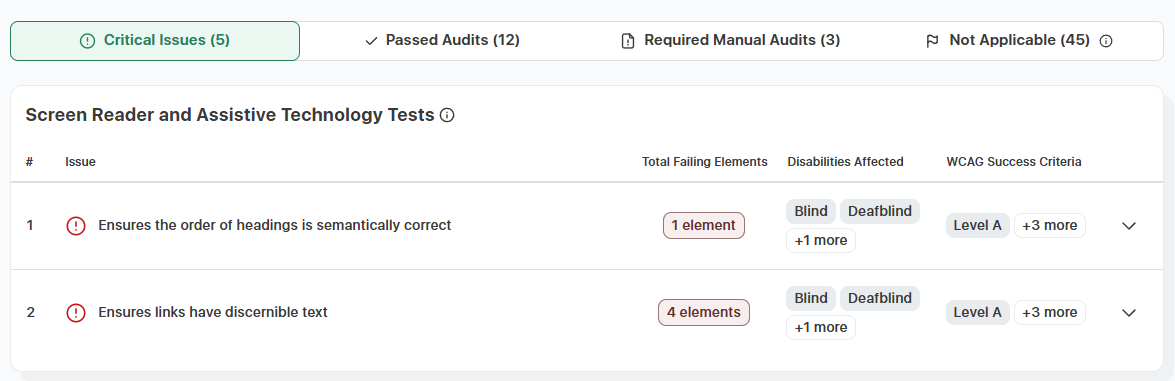 Critical Issues (5) Passed Audits (12) Required Manual Audits (3) Not Applicable (45)
Screen Reader and Assistive Technology Tests
# Issue Total Failing Elements Disabilities Affected WCAG Success Criteria
1 Ensures the order of headings is semantically correct 1 element Blind Deafblind +1 more Level A +3 more
2 Ensures links have discernible text 4 elements Blind Deafblind +1 more Level A +3 more